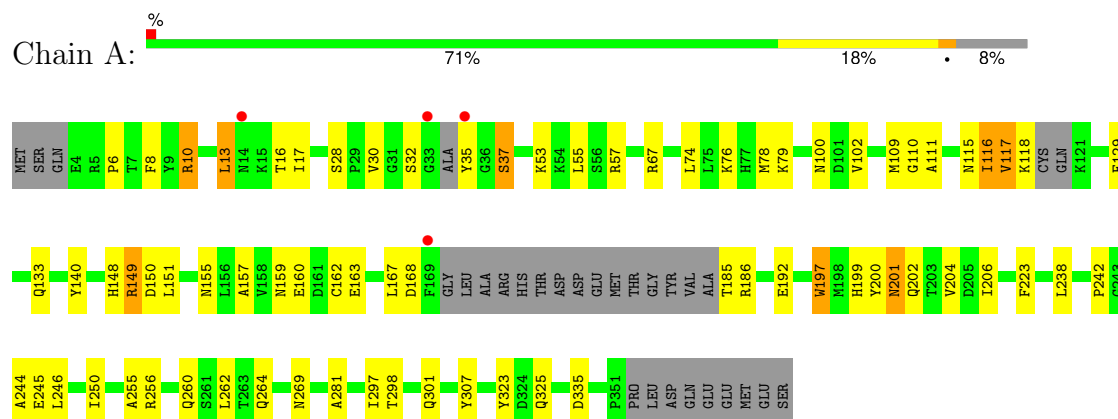 %
Chain A:
71% 18% • 8%
MET SER GLN E4 R5 P6 T7 F8 Y9 R10 L13 N14 K15 T16 I17 S28 P29 V30 G31 S32 G33 ALA Y35 G36 S37 K53 K54 L55 S56 R57 R67 L74 L75 K76 H77 M78 K79 N100 D101 V102 M109 G110 A111 N115 I116 V117 K118 CYS GLN K121
Q133 Y140 H148 R149 D150 L151 N155 L156 A157 V158 N159 E160 D161 C162 E163 L167 D168 F169 GLY LEU ALA ARG HIS THR ASP ASP GLU MET THR GLY TYR VAL ALA T185 R186 E192 W197 M198 H199 Y200 N201 Q202 T203 V204 D205 I206 F223 L238 P242
A244 E245 L246 I250 A255 R256 Q260 S261 L262 T263 Q264 N269 A281 I297 T298 Q301 Y307 Y323 D324 Q325 D335 P351 PRO LEU ASP GLN GLU GLU MET GLU SER